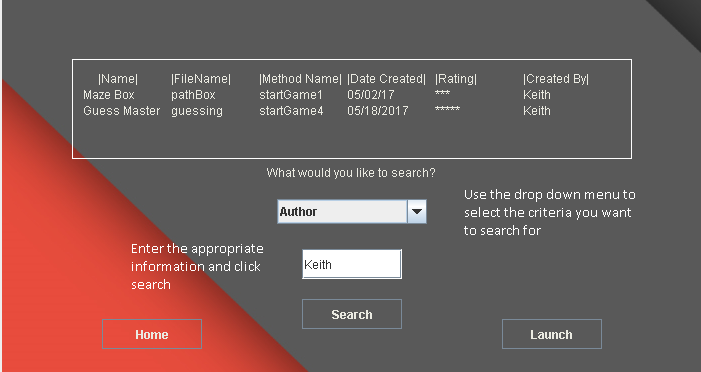 |Name| |FileName| |Method Name| |Date Created| |Rating| |Created By|
Maze Box pathBox startGame1 05/02/17 *** Keith
Guess Master guessing startGame4 05/18/2017 ***** Keith
What would you like to search?
Author
Use the drop down menu to
select the criteria you want
to search for
Enter the appropriate
information and click
search
Keith
Search
Home
Launch